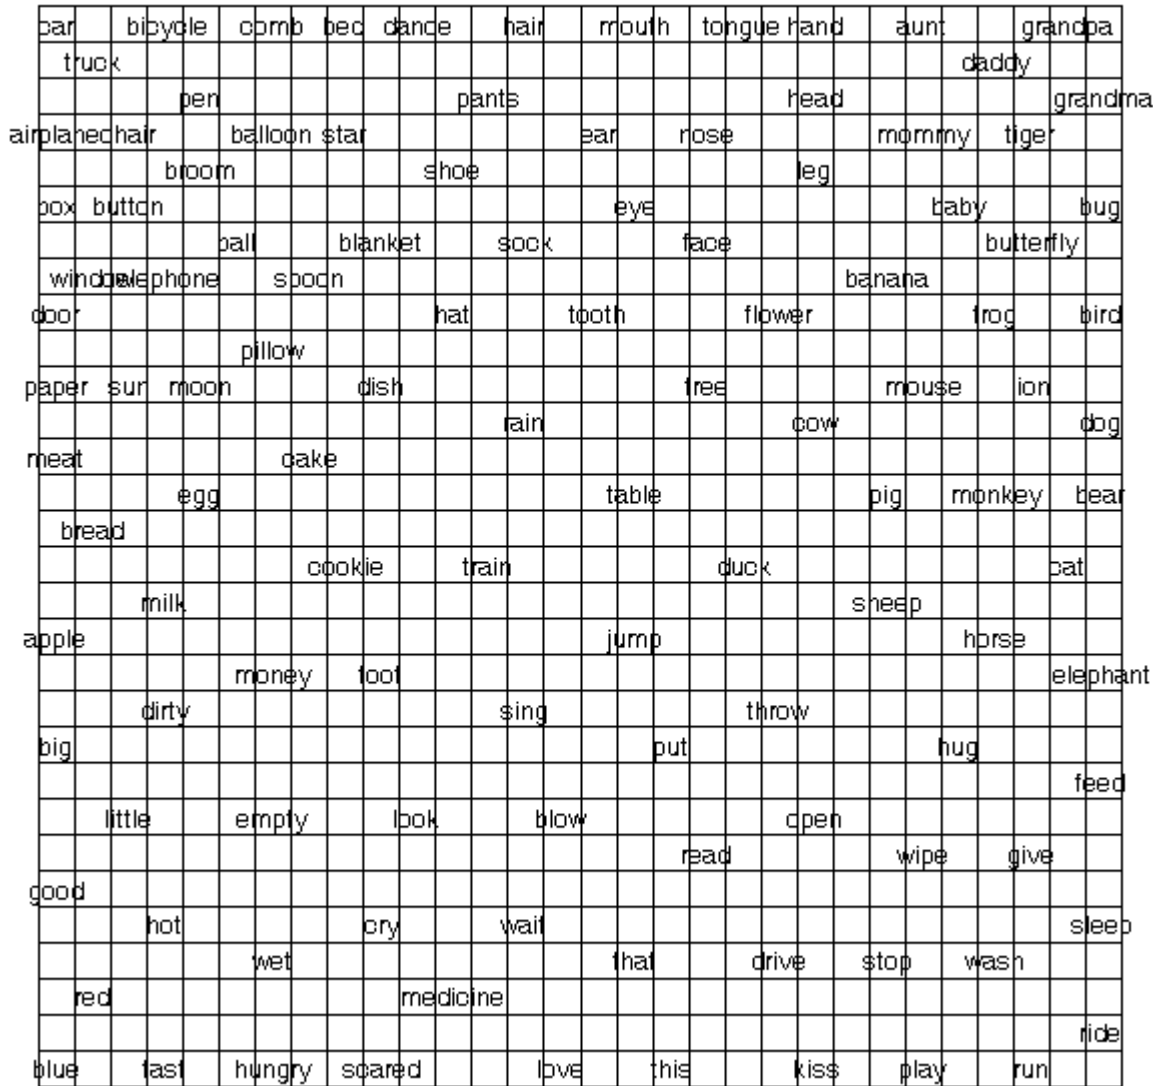 car bicycle comb bed dance hair mouth tongue hand aunt grandpa
truck daddy
pen pants head grandma
airplane chair balloon star ear nose mommy tiger
broom shoe leg
box button eye baby bug
ball blanket sock face butterfly
window telephone spoon banana
door hat tooth flower frog bird
pillow
paper sun moon dish tree mouse lion
rain cow dog
meat cake
egg table pig monkey bear
bread
cookie train duck cat
milk sheep
apple jump horse
money foot elephant
dirty sing throw
big put hug
feed
little empty look blow open
read wipe give
good
hot cry wait sleep
wet that drive stop wash
red medicine
ride
blue fast hungry scared love this kiss play run